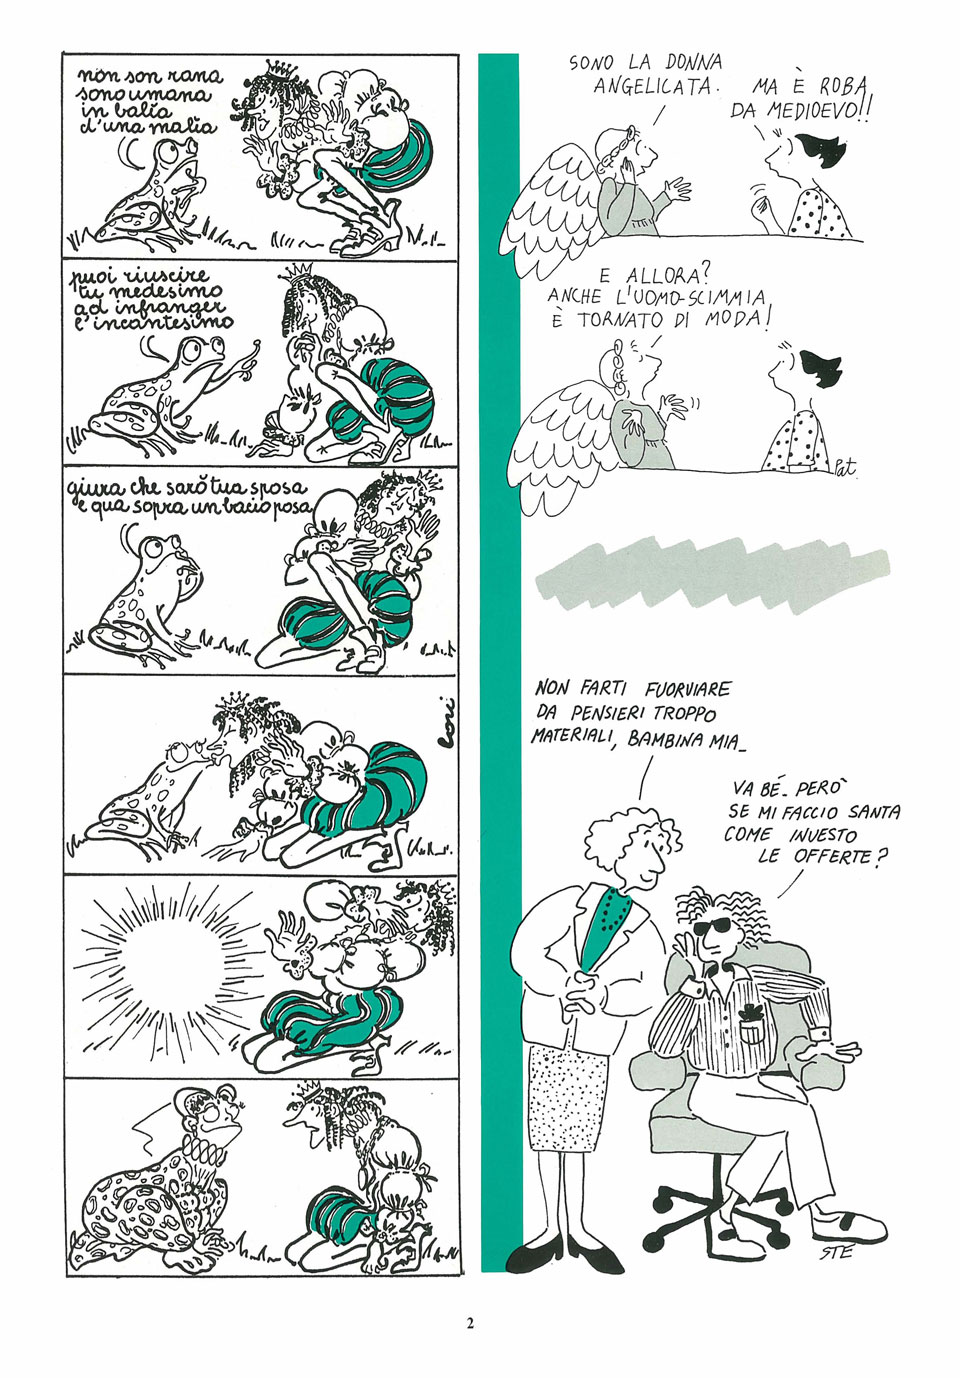 non son rana
sono umana
in balìa
d'una malìa
puoi riuscire
tu medesimo
ad infranger
l'incantesimo
giura che sarò tua sposa
e qua sopra un bacio posa
lori
SONO LA DONNA
ANGELICATA.
MA È ROBA
DA MEDIOEVO!!
E ALLORA?
ANCHE L'UOMO-SCIMMIA
È TORNATO DI MODA!
Pat.
NON FARTI FUORVIARE
DA PENSIERI TROPPO
MATERIALI, BAMBINA MIA_
VA BÉ_ PERÒ
SE MI FACCIO SANTA
COME INVESTO
LE OFFERTE?
STE
2